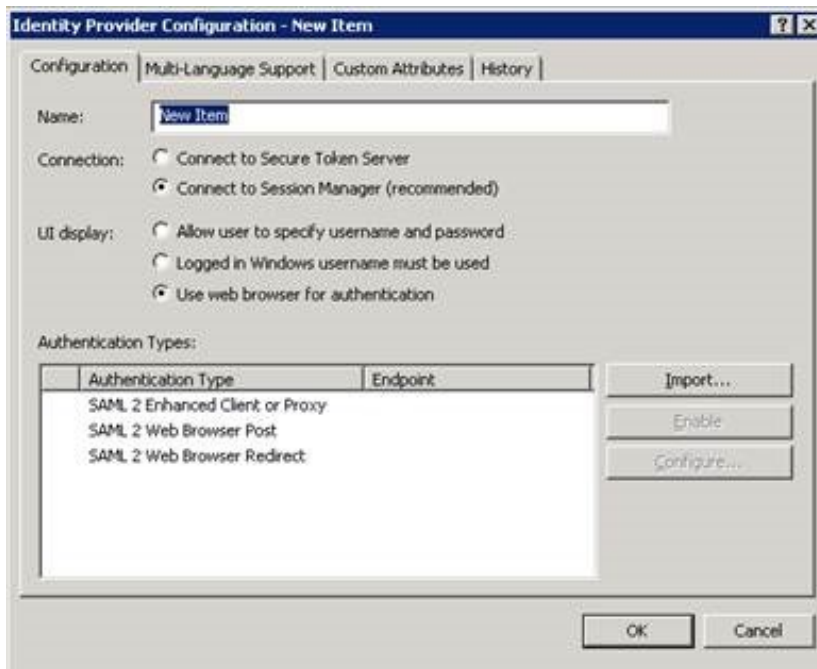 Identity Provider Configuration - New Item
Configuration Multi-Language Support Custom Attributes History
Name: New Item
Connection: Connect to Secure Token Server
Connect to Session Manager (recommended)
UI display: Allow user to specify username and password
Logged in Windows username must be used
Use web browser for authentication
Authentication Types:
Authentication Type Endpoint
Import...
SAML 2 Enhanced Client or Proxy
Enable
SAML 2 Web Browser Post
SAML 2 Web Browser Redirect
Configure...
OK Cancel